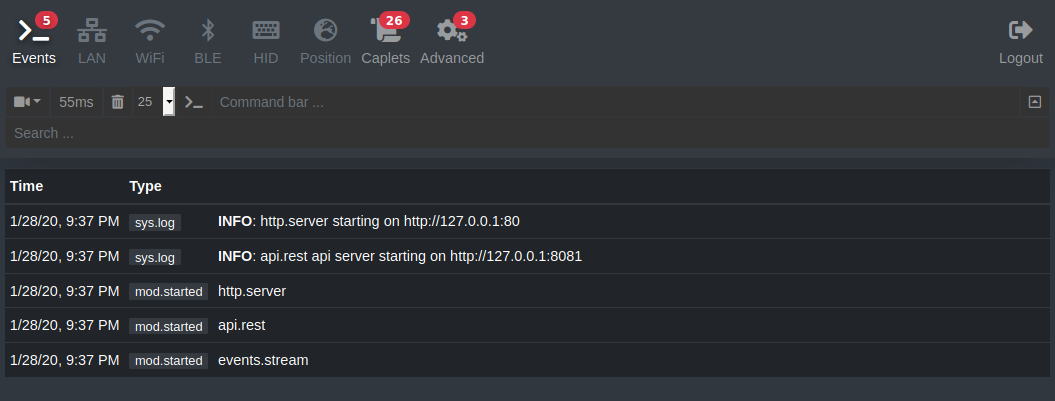 5 26 3
Events LAN WiFi BLE HID Position Caplets Advanced Logout
55ms 25 Command bar ...
Search ...
Time Type
1/28/20, 9:37 PM sys.log INFO: http.server starting on http://127.0.0.1:80
1/28/20, 9:37 PM sys.log INFO: api.rest api server starting on http://127.0.0.1:8081
1/28/20, 9:37 PM mod.started http.server
1/28/20, 9:37 PM mod.started api.rest
1/28/20, 9:37 PM mod.started events.stream